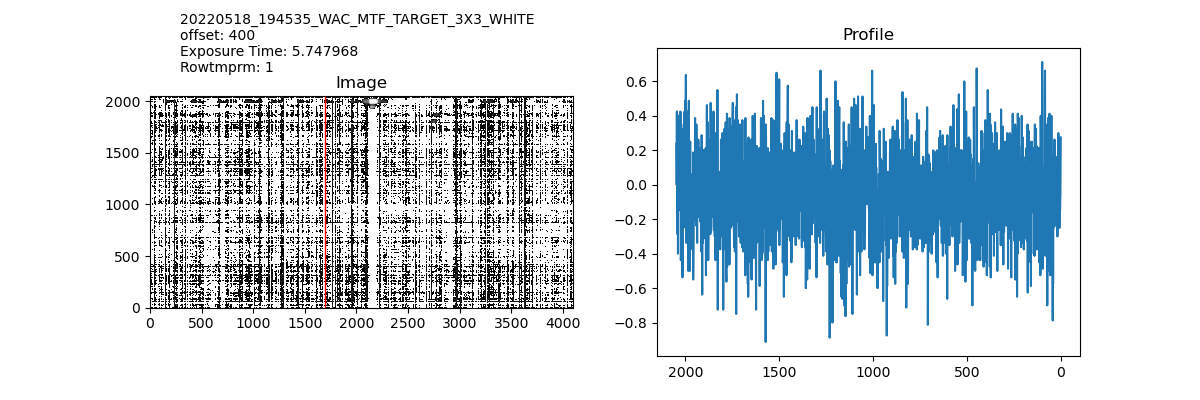 20220518_194535_WAC_MTF_TARGET_3X3_WHITE
offset: 400
Exposure Time: 5.747968
Rowtmprm: 1
Image
2000
1500
1000
500
0
0 500 1000 1500 2000 2500 3000 3500 4000
Profile
0.6
0.4
0.2
0.0
−0.2
−0.4
−0.6
−0.8
2000 1500 1000 500 0